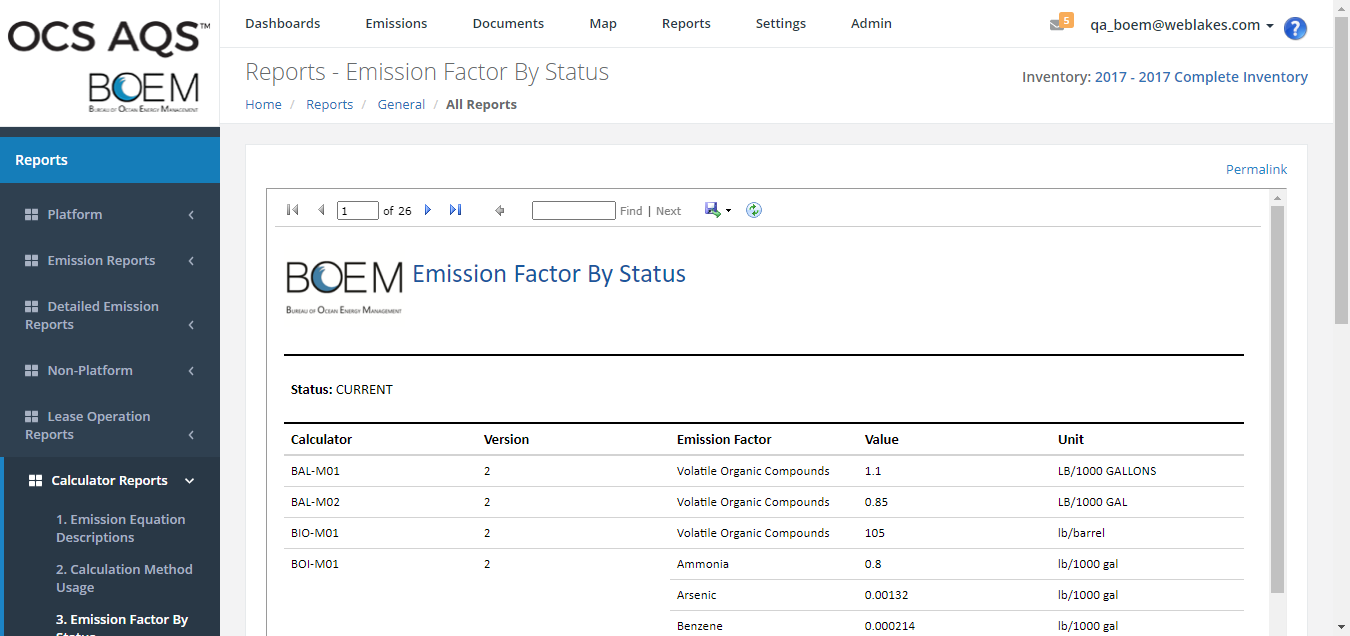 OCS AQS™
BOEM
BUREAU OF OCEAN ENERGY MANAGEMENT
Dashboards Emissions Documents Map Reports Settings Admin
5
qa_boem@weblakes.com
?
Reports - Emission Factor By Status
Inventory: 2017 - 2017 Complete Inventory
Home / Reports / General / All Reports
Reports
Platform
Emission Reports
Detailed Emission
Reports
Non-Platform
Lease Operation
Reports
Calculator Reports
1. Emission Equation
Descriptions
2. Calculation Method
Usage
3. Emission Factor By
Status
Permalink
1 of 26 Find | Next
BOEM
BUREAU OF OCEAN ENERGY MANAGEMENT
Emission Factor By Status
Status: CURRENT
Calculator Version Emission Factor Value Unit
BAL-M01 2 Volatile Organic Compounds 1.1 LB/1000 GALLONS
BAL-M02 2 Volatile Organic Compounds 0.85 LB/1000 GAL
BIO-M01 2 Volatile Organic Compounds 105 lb/barrel
BOI-M01 2 Ammonia 0.8 lb/1000 gal
Arsenic 0.00132 lb/1000 gal
Benzene 0.000214 lb/1000 gal